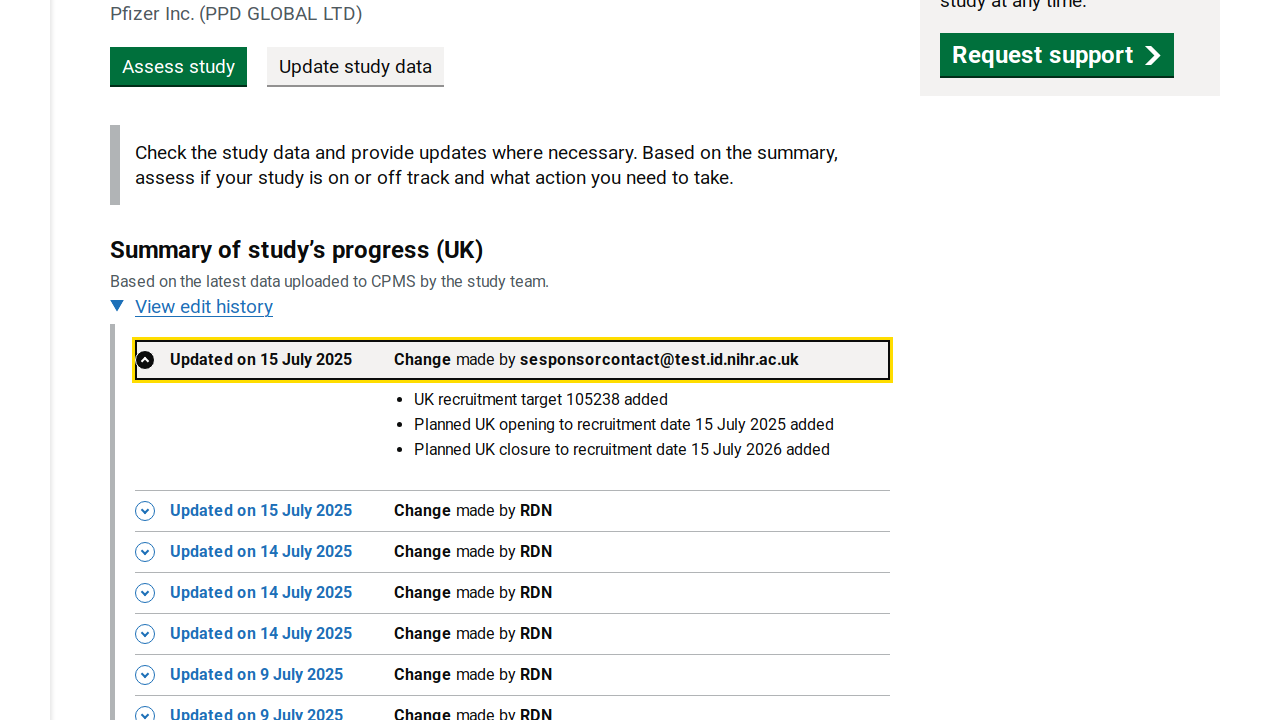 Pfizer Inc. (PPD GLOBAL LTD)
Assess study
Update study data
study at any time.
Request support
Check the study data and provide updates where necessary. Based on the summary,
assess if your study is on or off track and what action you need to take.
Summary of study’s progress (UK)
Based on the latest data uploaded to CPMS by the study team.
View edit history
Updated on 15 July 2025 Change made by sesponsorcontact@test.id.nihr.ac.uk
• UK recruitment target 105238 added
• Planned UK opening to recruitment date 15 July 2025 added
• Planned UK closure to recruitment date 15 July 2026 added
Updated on 15 July 2025 Change made by RDN
Updated on 14 July 2025 Change made by RDN
Updated on 14 July 2025 Change made by RDN
Updated on 14 July 2025 Change made by RDN
Updated on 9 July 2025 Change made by RDN
Updated on 9 July 2025 Change made by RDN